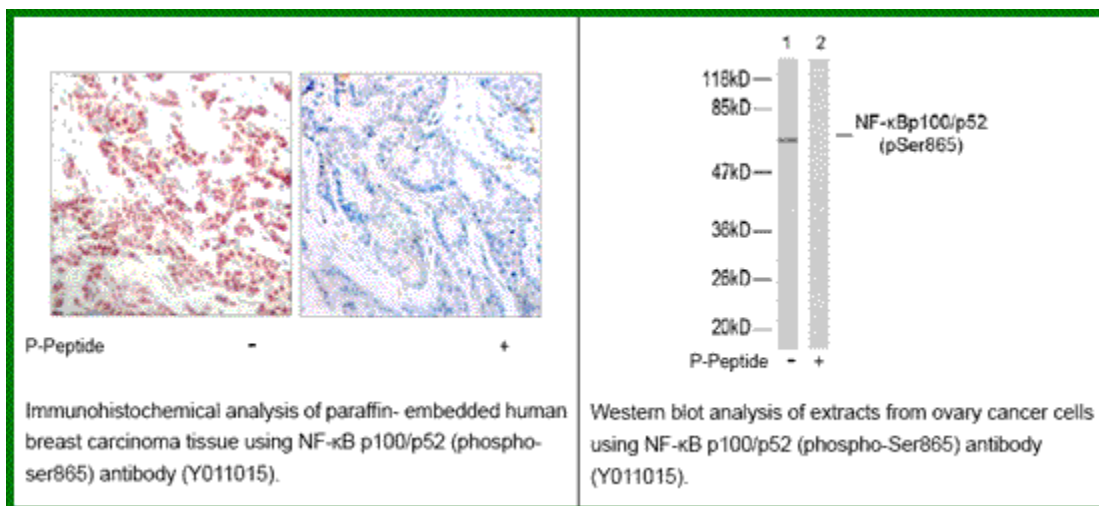 P-Peptide - +
Immunohistochemical analysis of paraffin- embedded human
breast carcinoma tissue using NF-κB p100/p52 (phospho-
ser865) antibody (Y011015).
1 2
118kD
85kD
NF-κBp100/p52
(pSer865)
47kD
36kD
26kD
20kD
P-Peptide - +
Western blot analysis of extracts from ovary cancer cells
using NF-κB p100/p52 (phospho-Ser865) antibody
(Y011015).